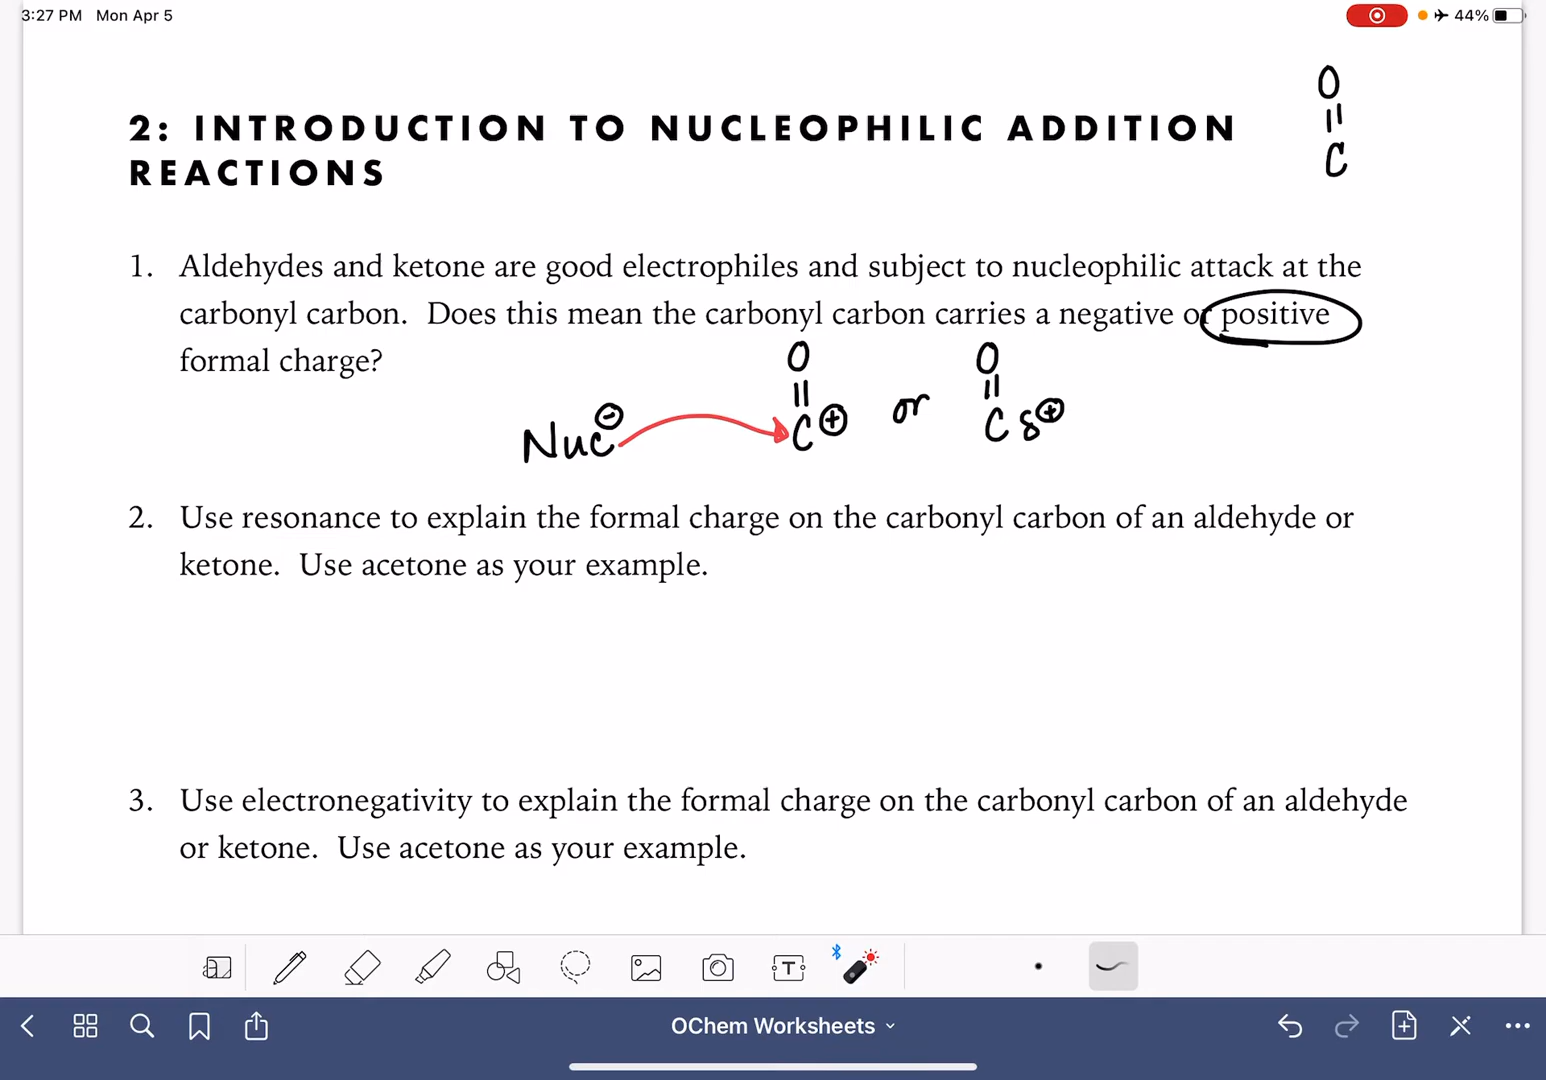 3:27 PM Mon Apr 5
44%
O
=
C
2: INTRODUCTION TO NUCLEOPHILIC ADDITION
REACTIONS
1. Aldehydes and ketone are good electrophiles and subject to nucleophilic attack at the
carbonyl carbon. Does this mean the carbonyl carbon carries a negative or positive
formal charge?
O O
= =
Nuc⊖ C⊕ or C δ⊕
2. Use resonance to explain the formal charge on the carbonyl carbon of an aldehyde or
ketone. Use acetone as your example.
3. Use electronegativity to explain the formal charge on the carbonyl carbon of an aldehyde
or ketone. Use acetone as your example.
OChem Worksheets